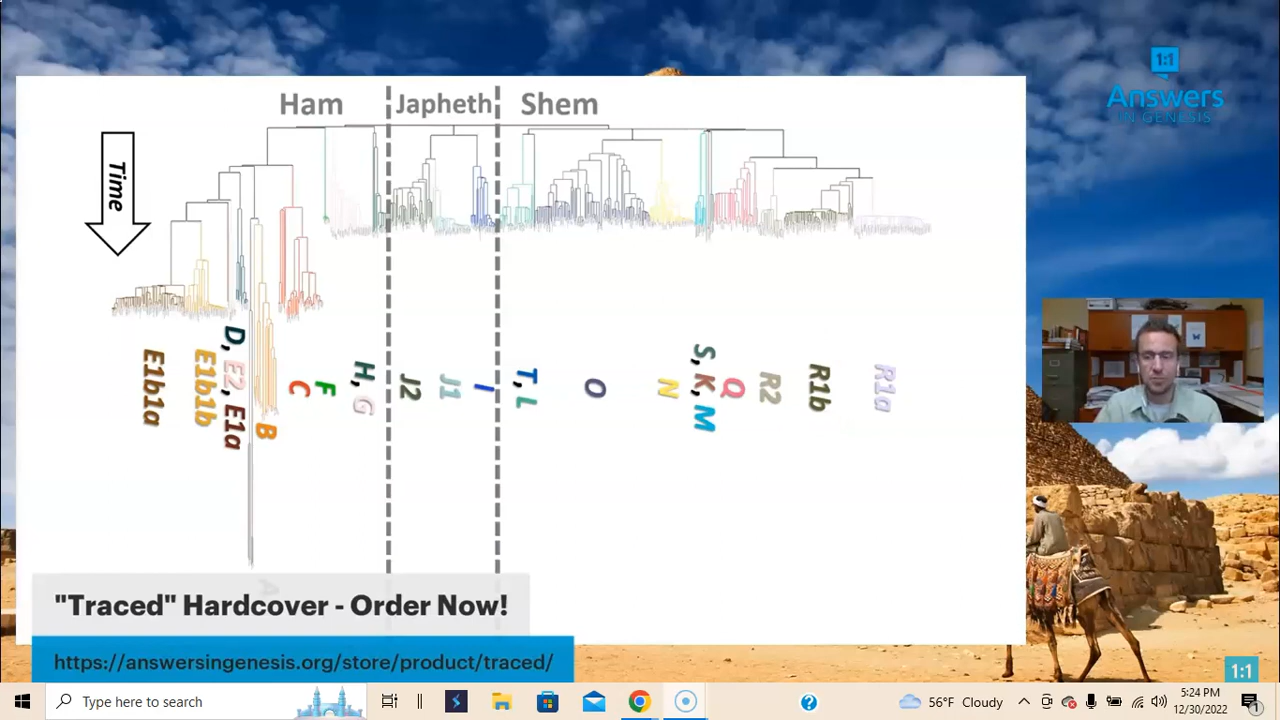 Ham
Japheth
Shem
1:1
Answers
IN GENESIS
Time
E1b1a
E1b1b
D, E2, E1a
B
C
F
H, G
J2
J1
I
T, L
O
N
S, K, M
Q
R2
R1b
R1a
A
"Traced" Hardcover - Order Now!
https://answersingenesis.org/store/product/traced/
1:1
Type here to search
56°F Cloudy
5:24 PM
12/30/2022
1